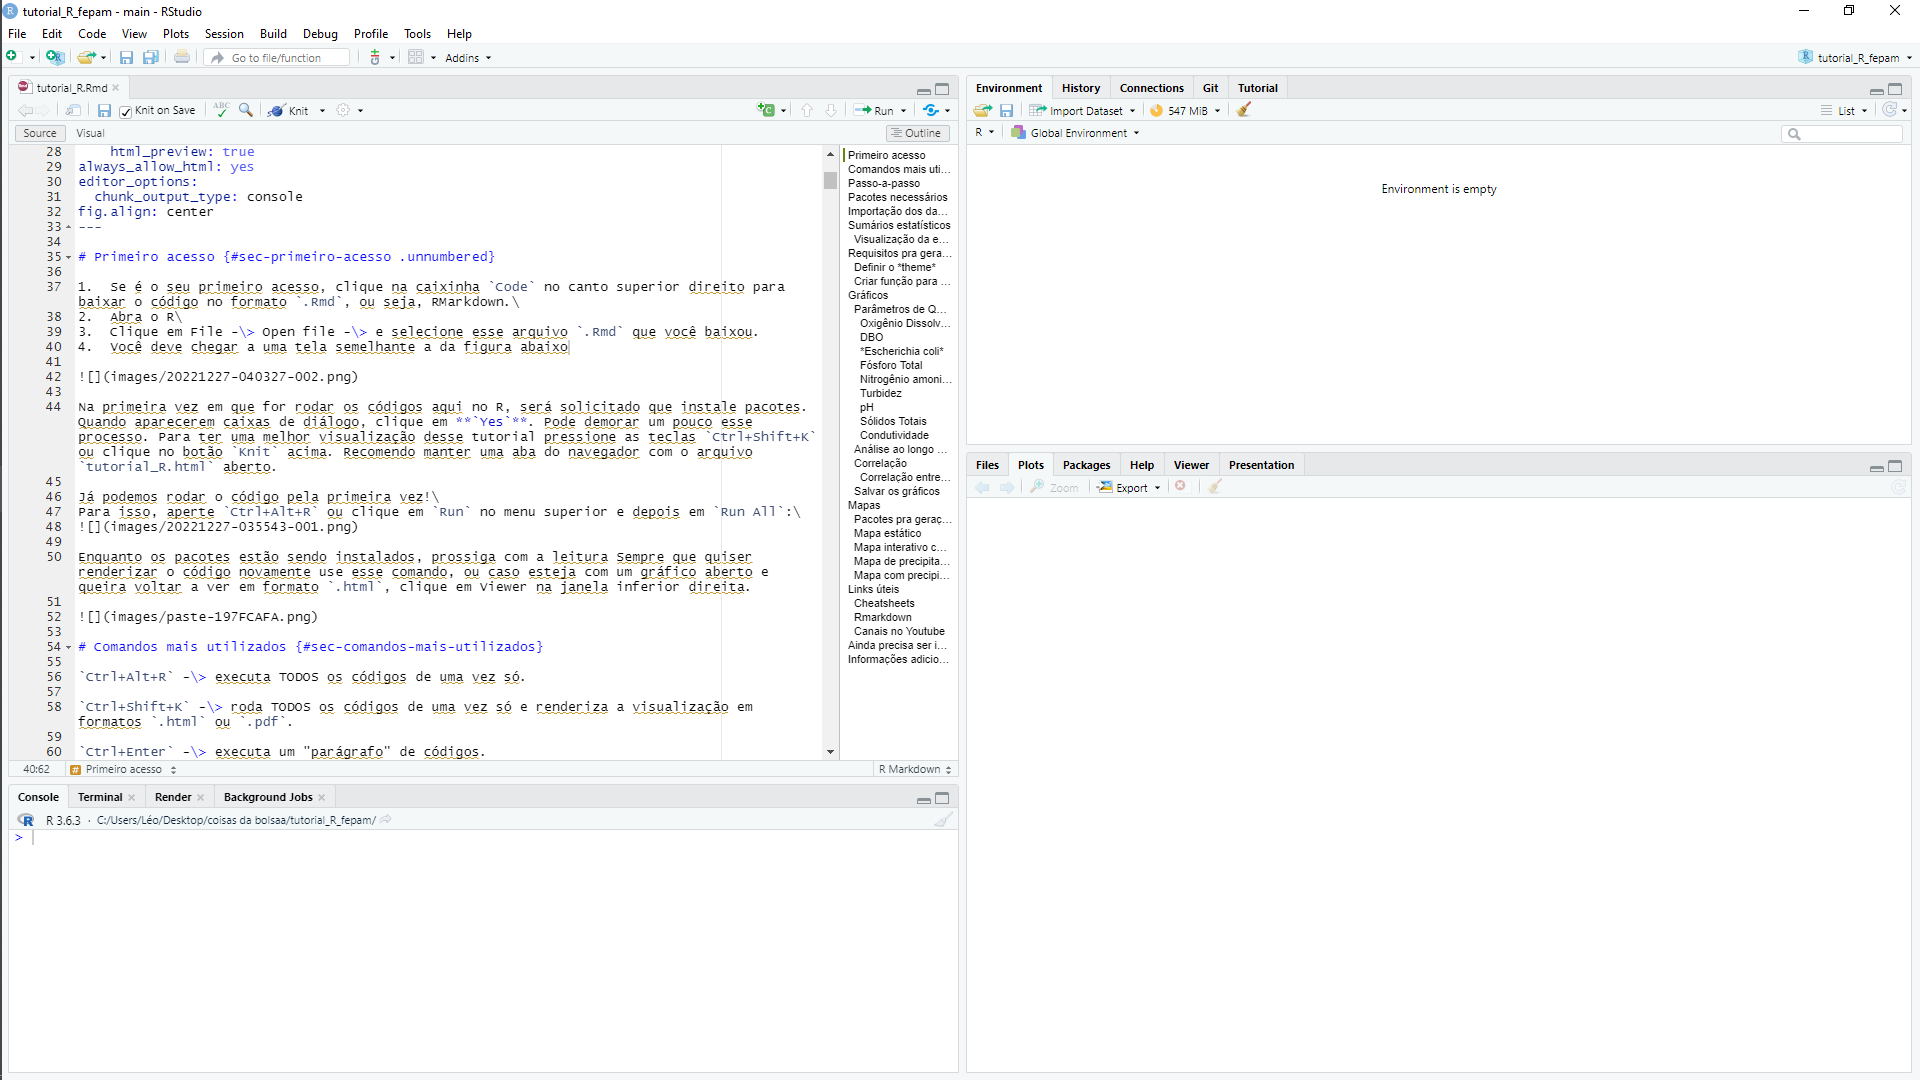 tutorial_R_fepam - main - RStudio
File Edit Code View Plots Session Build Debug Profile Tools Help
Go to file/function Addins tutorial_R_fepam
tutorial_R.Rmd
Knit on Save ABC Knit Run
Source Visual Outline
28 html_preview: true
29 always_allow_html: yes
30 editor_options:
31 chunk_output_type: console
32 fig.align: center
33 ---
34
35 # Primeiro acesso {#sec-primeiro-acesso .unnumbered}
36
37 1. Se é o seu primeiro acesso, clique na caixinha `Code` no canto superior direito para
baixar o código no formato `.Rmd`, ou seja, RMarkdown.\
38 2. Abra o R\
39 3. Clique em File -\> Open file -\> e selecione esse arquivo `.Rmd` que você baixou.
40 4. Você deve chegar a uma tela semelhante a da figura abaixo
41
42 ![](images/20221227-040327-002.png)
43
44 Na primeira vez em que for rodar os códigos aqui no R, será solicitado que instale pacotes.
Quando aparecerem caixas de diálogo, clique em **`Yes`**. Pode demorar um pouco esse
processo. Para ter uma melhor visualização desse tutorial pressione as teclas `Ctrl+Shift+K`
ou clique no botão `Knit` acima. Recomendo manter uma aba do navegador com o arquivo
`tutorial_R.html` aberto.
45
46 Já podemos rodar o código pela primeira vez!\
47 Para isso, aperte `Ctrl+Alt+R` ou clique em `Run` no menu superior e depois em `Run All`:\
48 ![](images/20221227-035543-001.png)
49
50 Enquanto os pacotes estão sendo instalados, prossiga com a leitura Sempre que quiser
renderizar o código novamente use esse comando, ou caso esteja com um gráfico aberto e
queira voltar a ver em formato `.html`, clique em Viewer na janela inferior direita.
51
52 ![](images/paste-197FCAFA.png)
53
54 # Comandos mais utilizados {#sec-comandos-mais-utilizados}
55
56 `Ctrl+Alt+R` -\> executa TODOS os códigos de uma vez só.
57
58 `Ctrl+Shift+K` -\> roda TODOS os códigos de uma vez só e renderiza a visualização em
formatos `.html` ou `.pdf`.
59
60 `Ctrl+Enter` -\> executa um "parágrafo" de códigos.
40:62 # Primeiro acesso R Markdown
Primeiro acesso
Comandos mais uti...
Passo-a-passo
Pacotes necessários
Importação dos da...
Sumários estatísticos
Visualização da e...
Requisitos pra gera...
Definir o *theme*
Criar função para ...
Gráficos
Parâmetros de Q...
Oxigênio Dissolv...
DBO
*Escherichia coli*
Fósforo Total
Nitrogênio amoni...
Turbidez
pH
Sólidos Totais
Condutividade
Análise ao longo ...
Correlação
Correlação entre...
Salvar os gráficos
Mapas
Pacotes pra geraç...
Mapa estático
Mapa interativo c...
Mapa de precipita...
Mapa com precipi...
Links úteis
Cheatsheets
Rmarkdown
Canais no Youtube
Ainda precisa ser i...
Informações adicio...
Console Terminal Render Background Jobs
R 3.6.3 · C:/Users/Léo/Desktop/coisas da bolsaa/tutorial_R_fepam/
>
Environment History Connections Git Tutorial
Import Dataset 547 MiB List
R Global Environment
Environment is empty
Files Plots Packages Help Viewer Presentation
Zoom Export